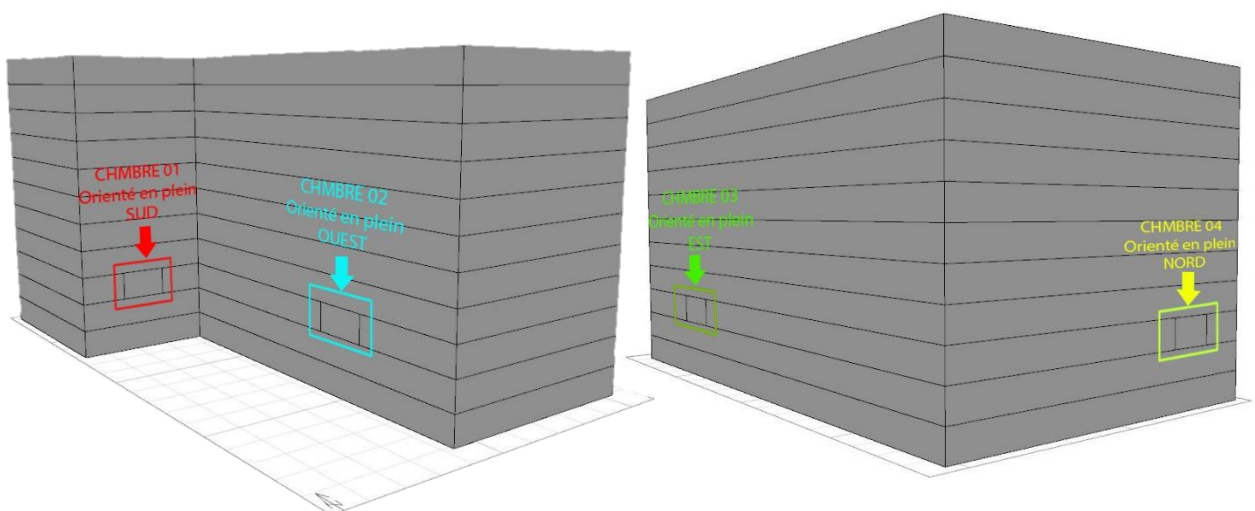 CHMBRE 01
Orienté en plein
SUD
CHMBRE 02
Orienté en plein
OUEST
CHMBRE 03
Orienté en plein
EST
CHMBRE 04
Orienté en plein
NORD